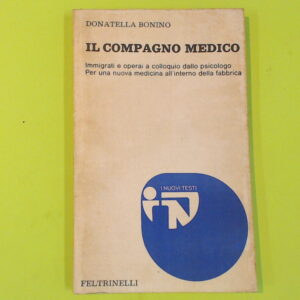 DONATELLA BONINO
IL COMPAGNO MEDICO
Immigrati e operai a colloquio dallo psicologo
Per una nuova medicina all'interno della fabbrica
I NUOVI TESTI
FELTRINELLI